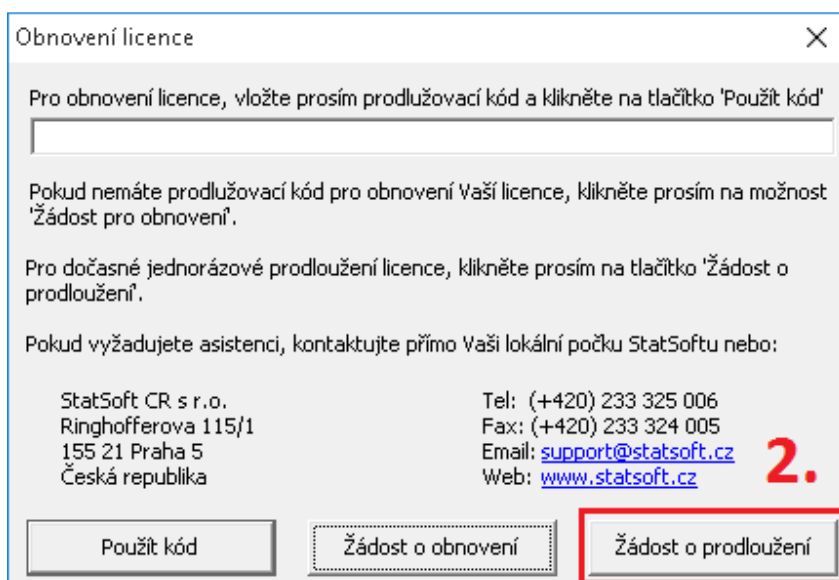 Obnovení licence
Pro obnovení licence, vložte prosím prodlužovací kód a klikněte na tlačítko 'Použít kód'
Pokud nemáte prodlužovací kód pro obnovení Vaší licence, klikněte prosím na možnost
'Žádost pro obnovení'.
Pro dočasné jednorázové prodloužení licence, klikněte prosím na tlačítko 'Žádost o
prodloužení'.
Pokud vyžadujete asistenci, kontaktujte přímo Vaši lokální počku StatSoftu nebo:
StatSoft CR s r.o.
Ringhofferova 115/1
155 21 Praha 5
Česká republika
Tel: (+420) 233 325 006
Fax: (+420) 233 324 005
Email: support@statsoft.cz
Web: www.statsoft.cz
2.
Použít kód
Žádost o obnovení
Žádost o prodloužení